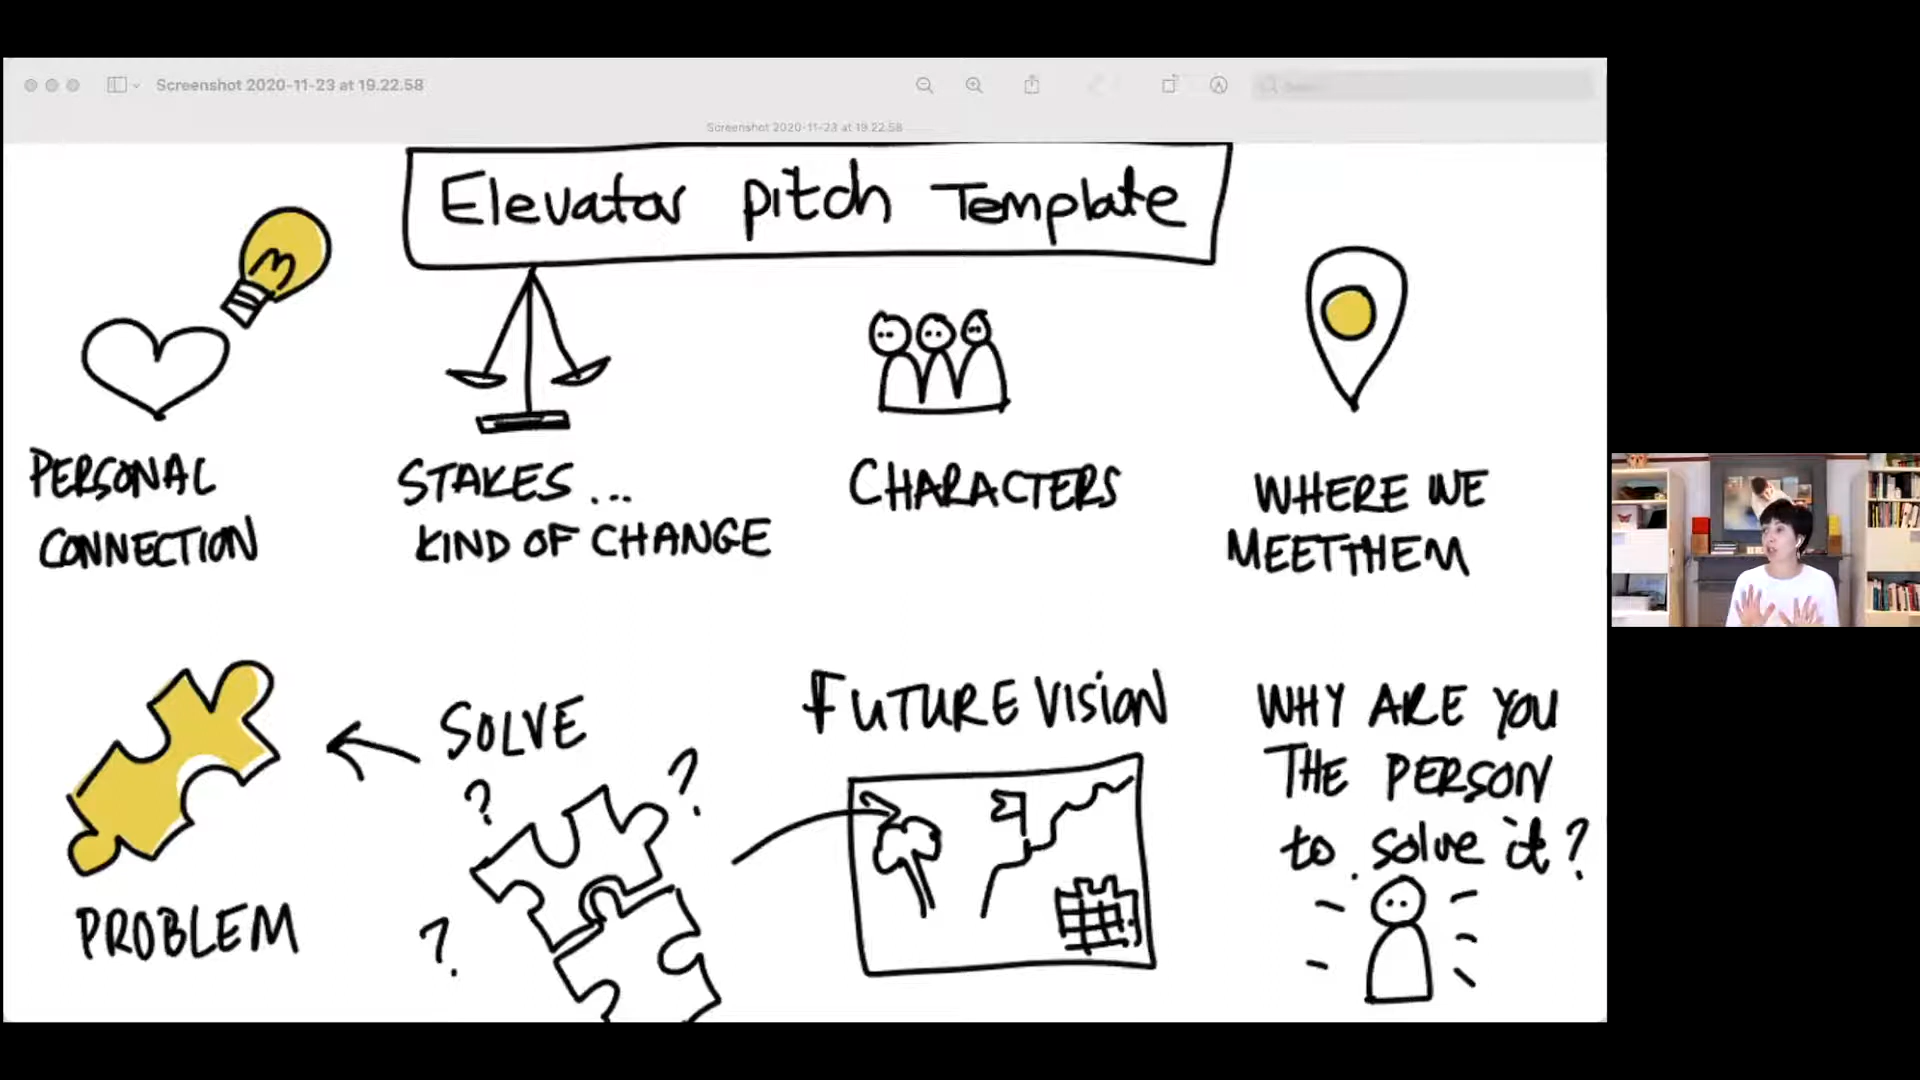 Screenshot 2020-11-23 at 19.22.58
Screenshot 2020-11-23 at 19.22.58
Elevator pitch Template
PERSONAL
CONNECTION
STAKES...
KIND OF CHANGE
CHARACTERS
WHERE WE
MEET THEM
PROBLEM
SOLVE
?
?
?
FUTURE VISION
WHY ARE YOU
THE PERSON
to solve it?